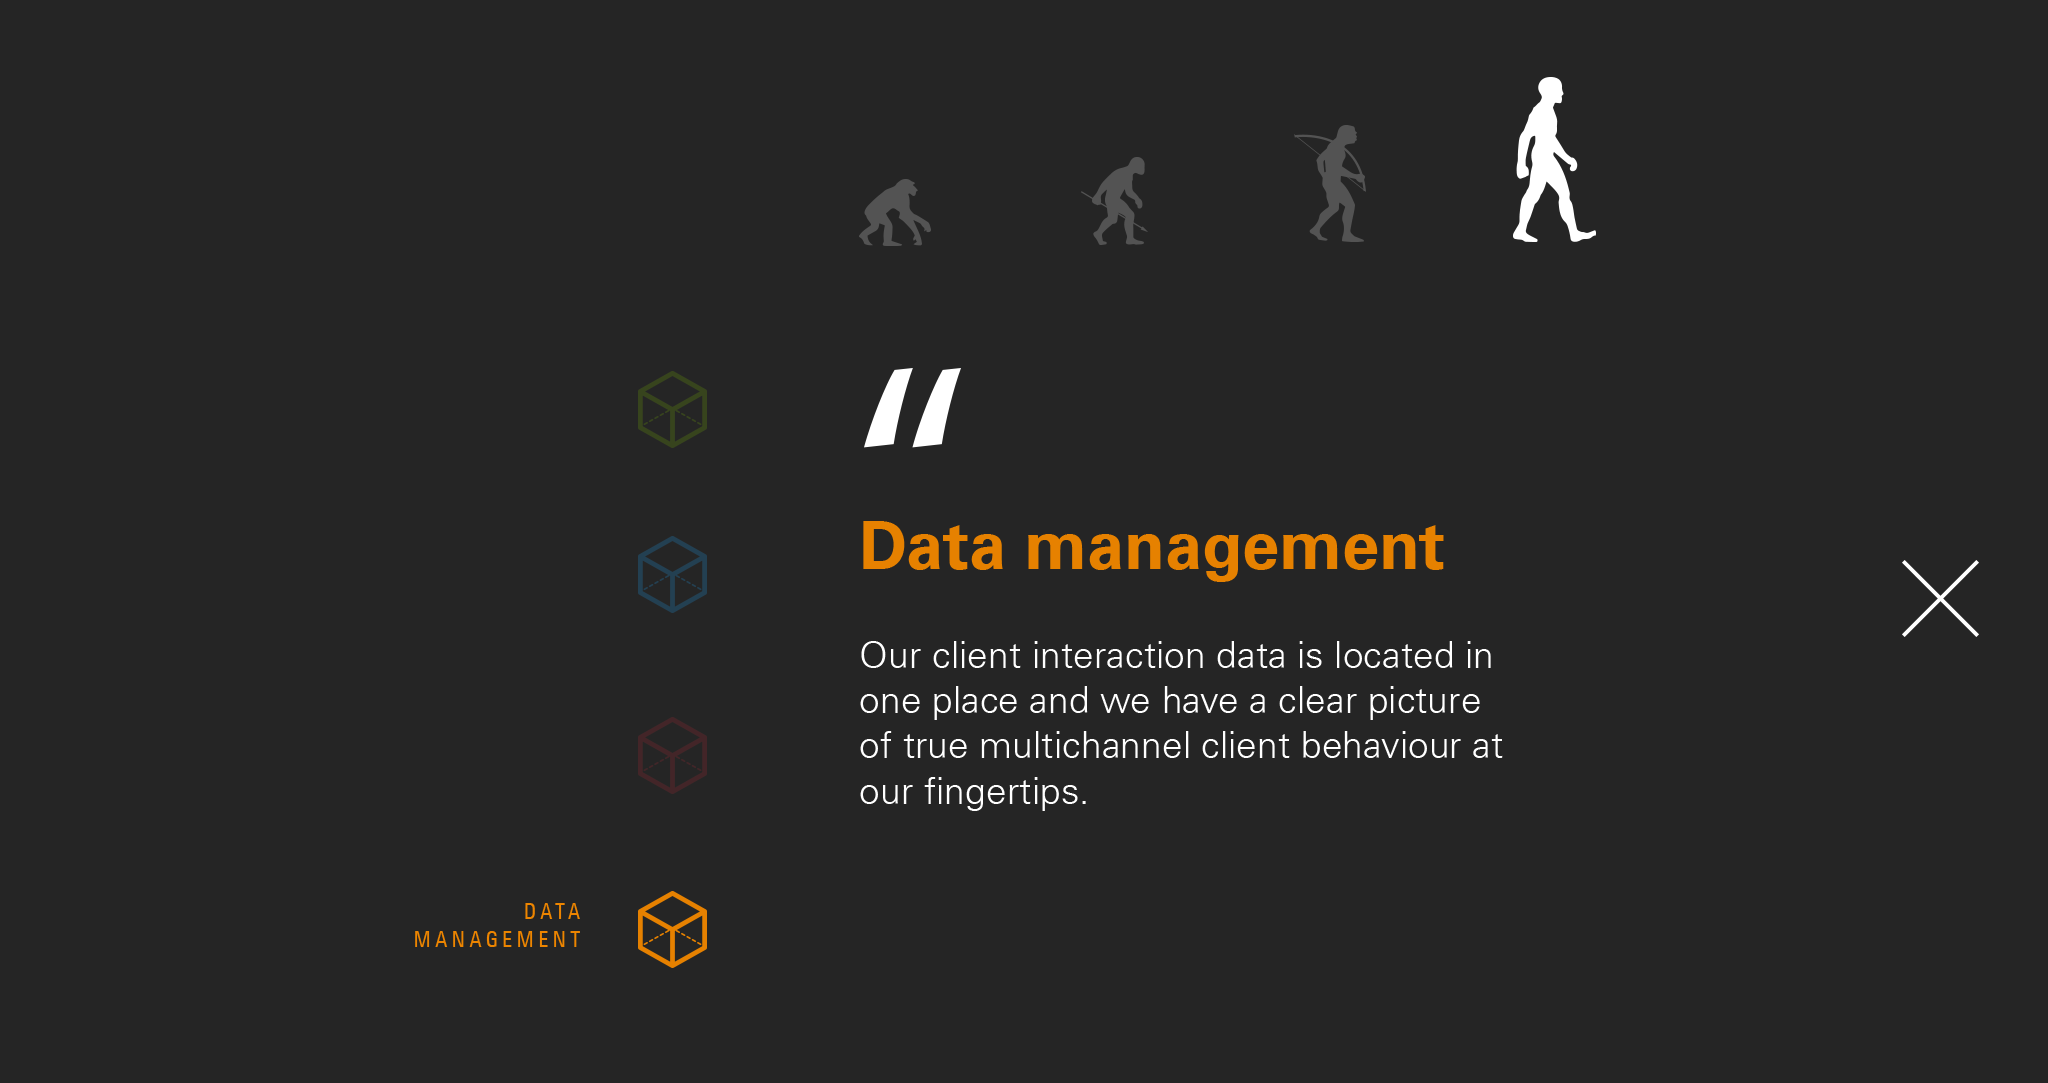 “
Data management
Our client interaction data is located in
one place and we have a clear picture
of true multichannel client behaviour at
our fingertips.
DATA
MANAGEMENT